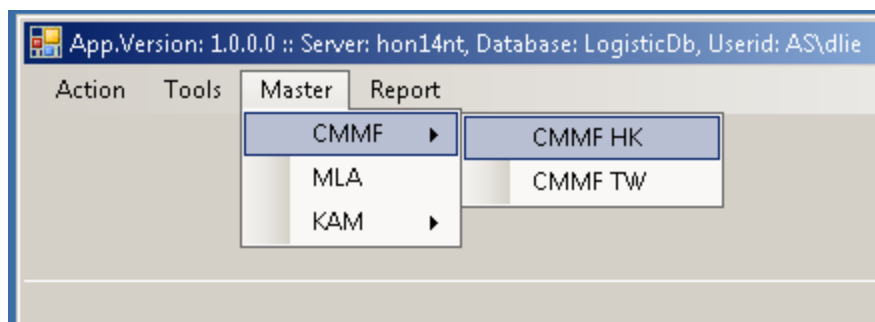 App.Version: 1.0.0.0 :: Server: hon14nt, Database: LogisticDb, Userid: AS\dlie
Action Tools Master Report
CMMF CMMF HK
MLA CMMF TW
KAM